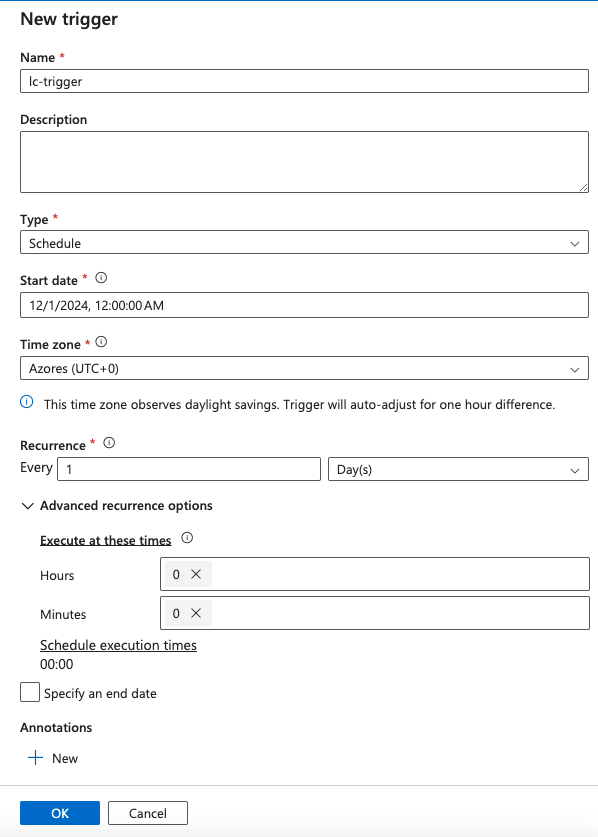 New trigger
Name *
lc-trigger
Description
Type *
Schedule
Start date *
12/1/2024, 12:00:00 AM
Time zone *
Azores (UTC+0)
This time zone observes daylight savings. Trigger will auto-adjust for one hour difference.
Recurrence *
Every 1 Day(s)
Advanced recurrence options
Execute at these times
Hours 0
Minutes 0
Schedule execution times
00:00
Specify an end date
Annotations
New
OK Cancel